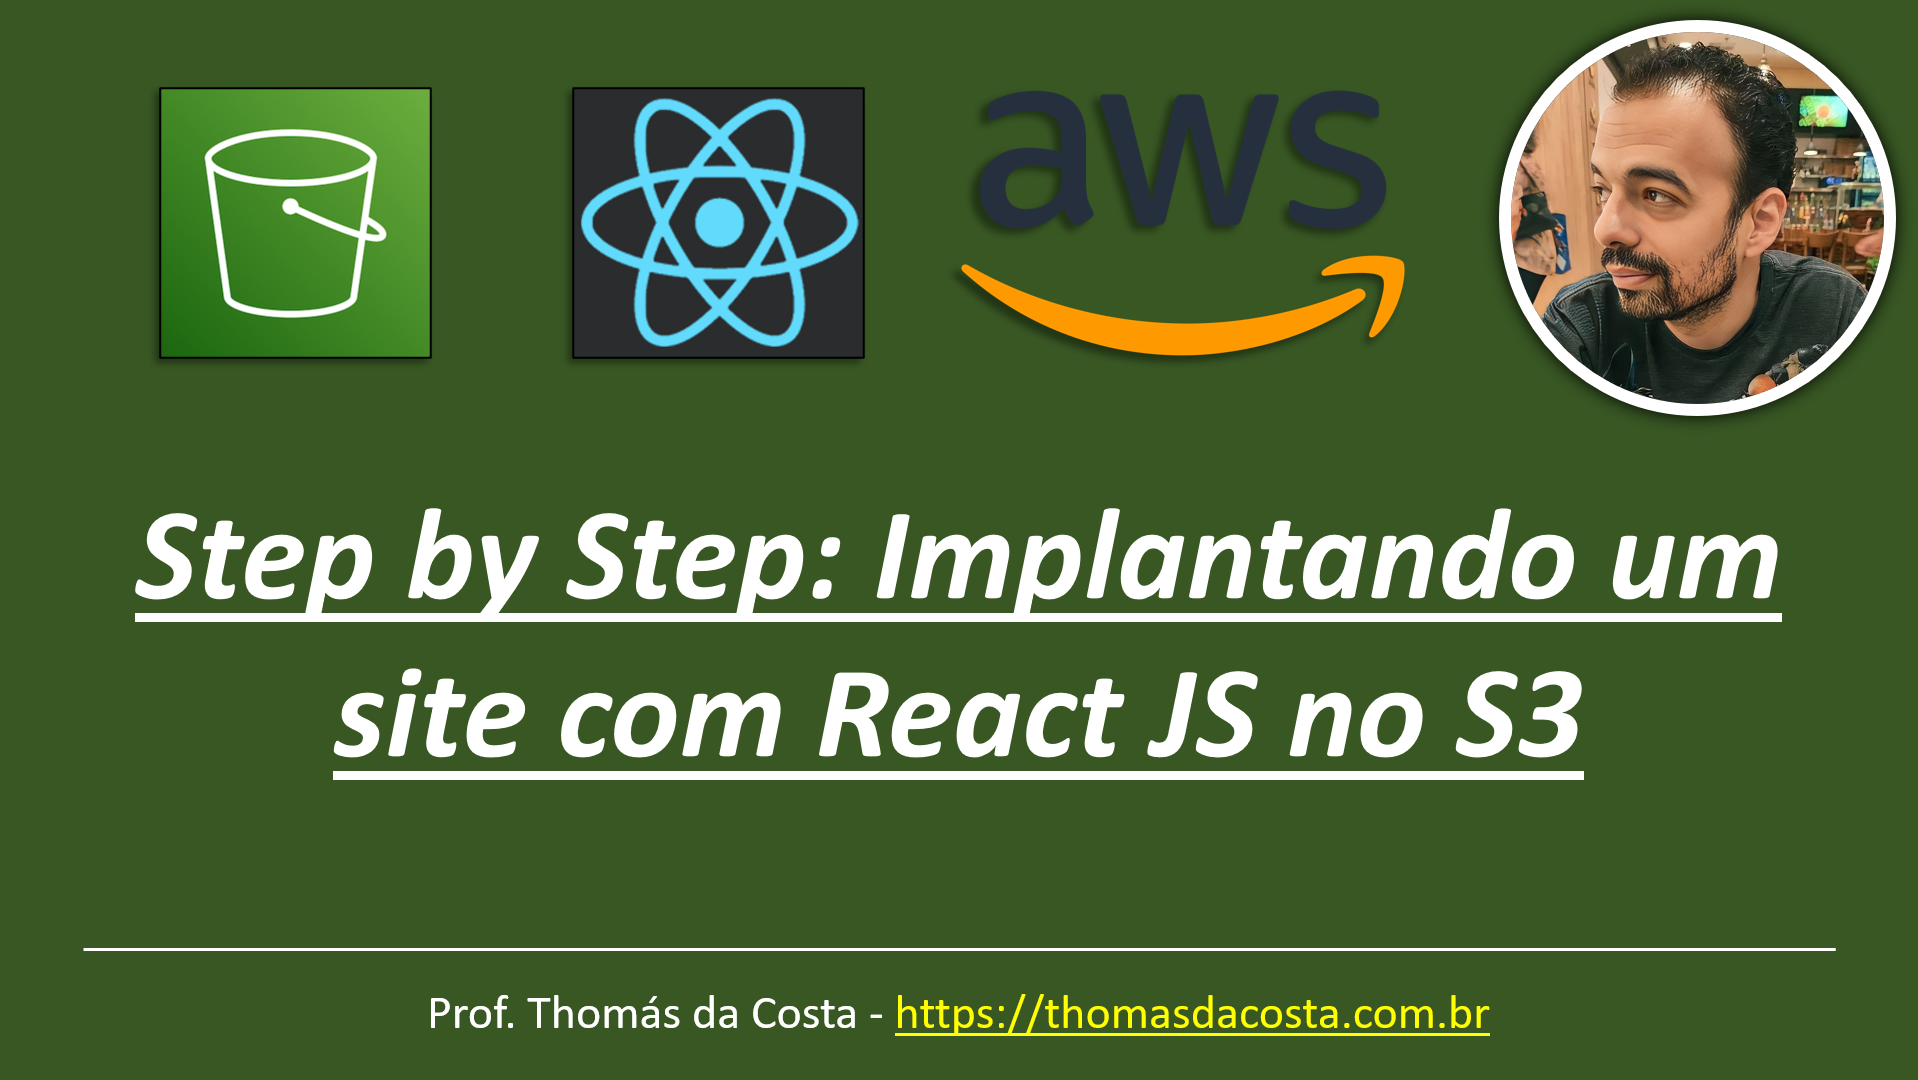 aws
Step by Step: Implantando um
site com React JS no S3
Prof. Thomás da Costa - https://thomasdacosta.com.br